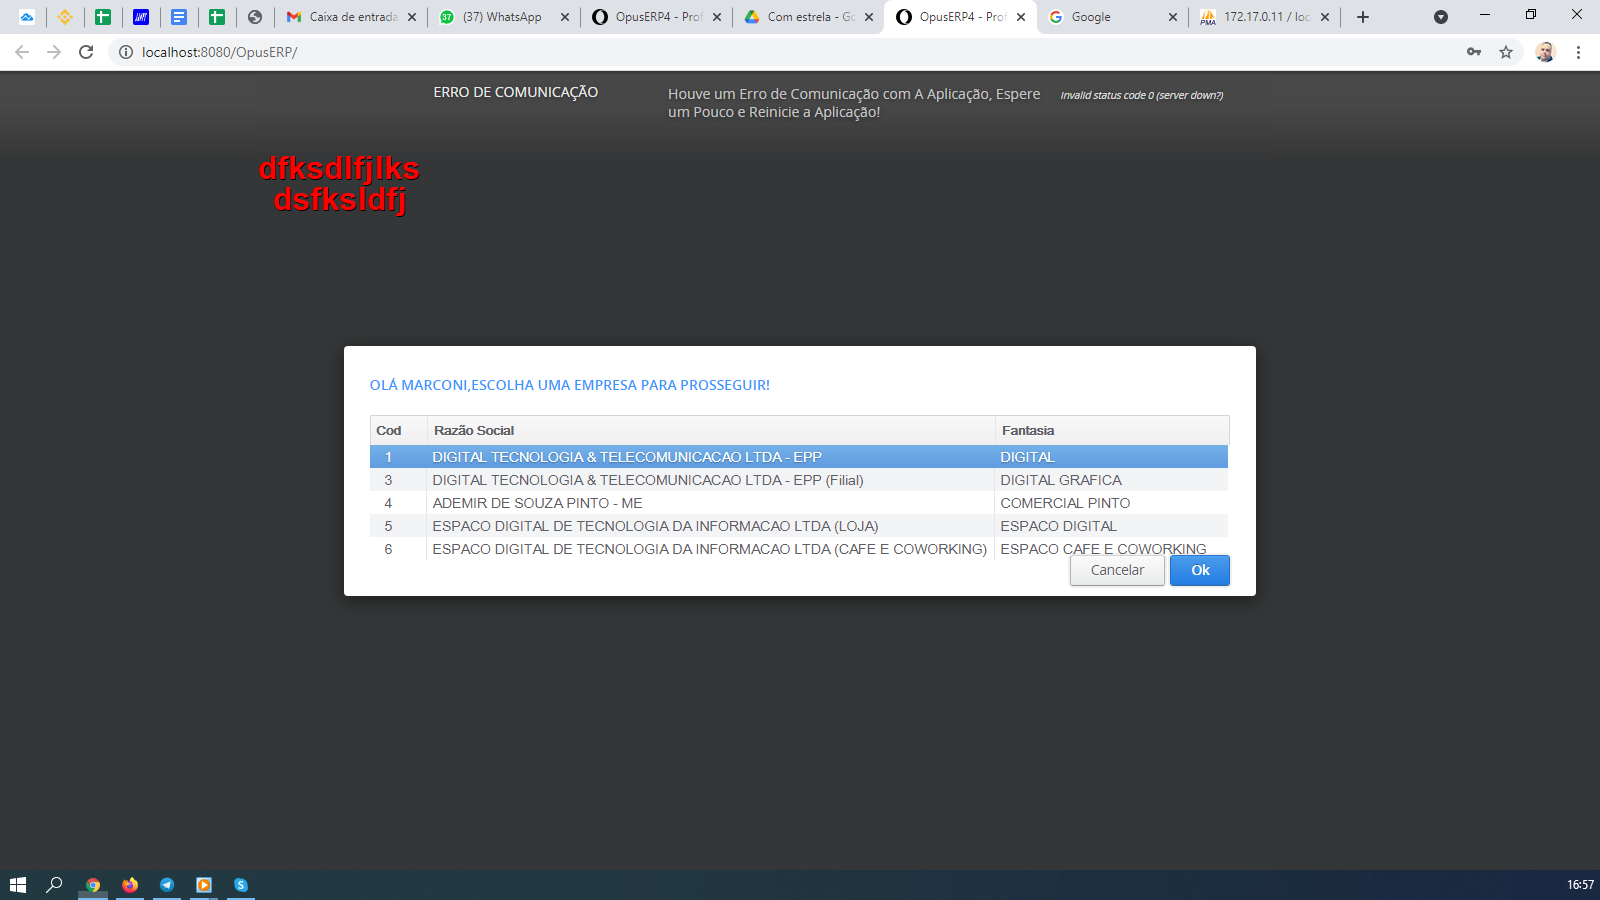 Caixa de entrada
(37) WhatsApp
OpusERP4 - Prof
Com estrela - Go
OpusERP4 - Prof
Google
172.17.0.11 / loc
localhost:8080/OpusERP/
ERRO DE COMUNICAÇÃO
Houve um Erro de Comunicação com A Aplicação, Espere
um Pouco e Reinicie a Aplicação!
Invalid status code 0 (server down?)
dfksdlfjlks
dsfksldfj
OLÁ MARCONI,ESCOLHA UMA EMPRESA PARA PROSSEGUIR!
Cod Razão Social Fantasia
1 DIGITAL TECNOLOGIA & TELECOMUNICACAO LTDA - EPP DIGITAL
3 DIGITAL TECNOLOGIA & TELECOMUNICACAO LTDA - EPP (Filial) DIGITAL GRAFICA
4 ADEMIR DE SOUZA PINTO - ME COMERCIAL PINTO
5 ESPACO DIGITAL DE TECNOLOGIA DA INFORMACAO LTDA (LOJA) ESPACO DIGITAL
6 ESPACO DIGITAL DE TECNOLOGIA DA INFORMACAO LTDA (CAFE E COWORKING) ESPACO CAFE E COWORKING
Cancelar
Ok
16:57